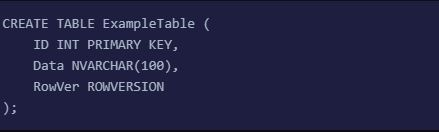 CREATE TABLE ExampleTable (
    ID INT PRIMARY KEY,
    Data NVARCHAR(100),
    RowVer ROWVERSION
);